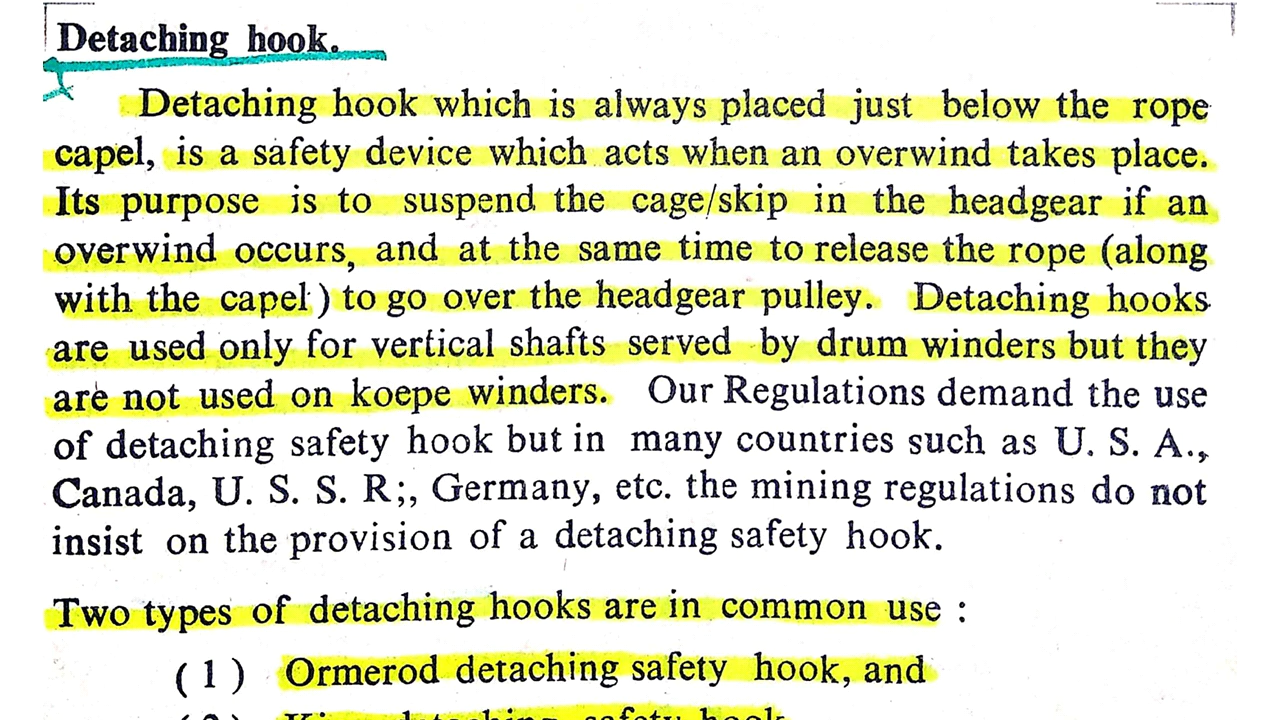 Detaching hook.
Detaching hook which is always placed just below the rope
capel, is a safety device which acts when an overwind takes place.
Its purpose is to suspend the cage/skip in the headgear if an
overwind occurs, and at the same time to release the rope (along
with the capel) to go over the headgear pulley. Detaching hooks
are used only for vertical shafts served by drum winders but they
are not used on koepe winders. Our Regulations demand the use
of detaching safety hook but in many countries such as U. S. A.,
Canada, U. S. S. R;, Germany, etc. the mining regulations do not
insist on the provision of a detaching safety hook.
Two types of detaching hooks are in common use :
( 1 ) Ormerod detaching safety hook, and
( 2 ) King detaching safety hook